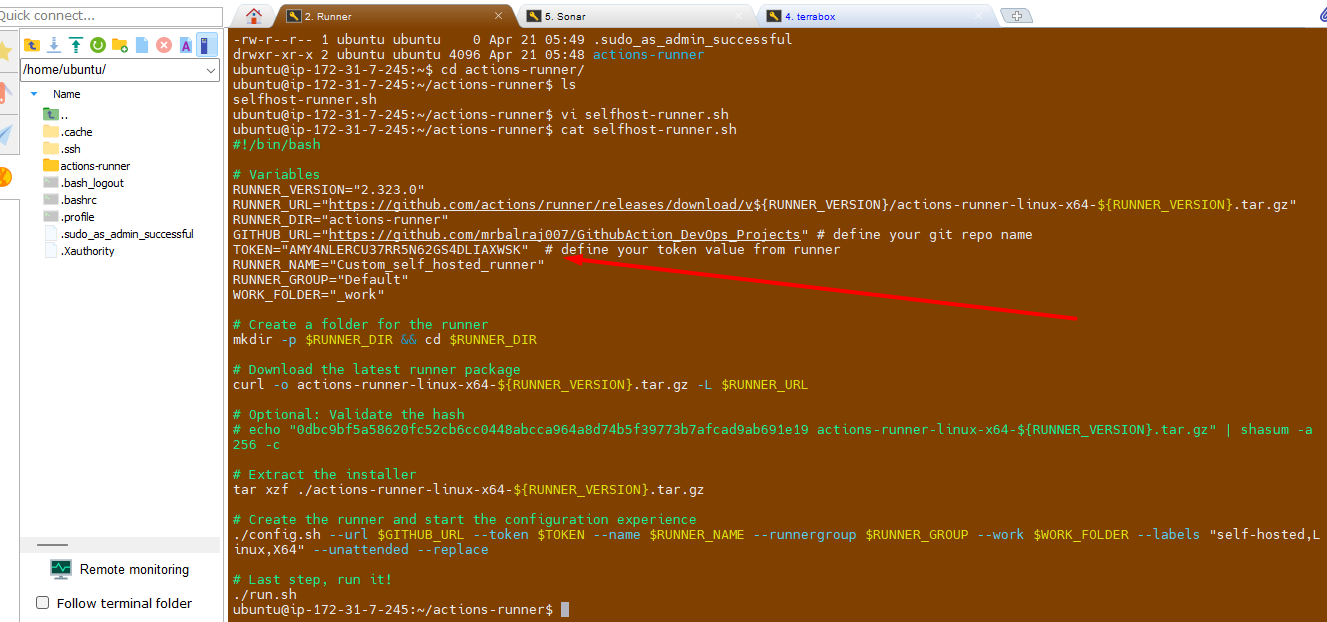 Quick connect...
2. Runner
5. Sonar
4. terrabox
/home/ubuntu/
Name
..
.cache
.ssh
actions-runner
.bash_logout
.bashrc
.profile
.sudo_as_admin_successful
.Xauthority
Remote monitoring
Follow terminal folder
-rw-r--r-- 1 ubuntu ubuntu    0 Apr 21 05:49 .sudo_as_admin_successful
drwxr-xr-x 2 ubuntu ubuntu 4096 Apr 21 05:48 actions-runner
ubuntu@ip-172-31-7-245:~$ cd actions-runner/
ubuntu@ip-172-31-7-245:~/actions-runner$ ls
selfhost-runner.sh
ubuntu@ip-172-31-7-245:~/actions-runner$ vi selfhost-runner.sh
ubuntu@ip-172-31-7-245:~/actions-runner$ cat selfhost-runner.sh
#!/bin/bash
# Variables
RUNNER_VERSION="2.323.0"
RUNNER_URL="https://github.com/actions/runner/releases/download/v${RUNNER_VERSION}/actions-runner-linux-x64-${RUNNER_VERSION}.tar.gz"
RUNNER_DIR="actions-runner"
GITHUB_URL="https://github.com/mrbalraj007/GithubAction_DevOps_Projects" # define your git repo name
TOKEN="AMY4NLERCU37RR5N62GS4DLIAXWSK"  # define your token value from runner
RUNNER_NAME="Custom_self_hosted_runner"
RUNNER_GROUP="Default"
WORK_FOLDER="_work"
# Create a folder for the runner
mkdir -p $RUNNER_DIR && cd $RUNNER_DIR
# Download the latest runner package
curl -o actions-runner-linux-x64-${RUNNER_VERSION}.tar.gz -L $RUNNER_URL
# Optional: Validate the hash
# echo "0dbc9bf5a58620fc52cb6cc0448abcca964a8d74b5f39773b7afcad9ab691e19 actions-runner-linux-x64-${RUNNER_VERSION}.tar.gz" | shasum -a
256 -c
# Extract the installer
tar xzf ./actions-runner-linux-x64-${RUNNER_VERSION}.tar.gz
# Create the runner and start the configuration experience
./config.sh --url $GITHUB_URL --token $TOKEN --name $RUNNER_NAME --runnergroup $RUNNER_GROUP --work $WORK_FOLDER --labels "self-hosted,L
inux,X64" --unattended --replace
# Last step, run it!
./run.sh
ubuntu@ip-172-31-7-245:~/actions-runner$